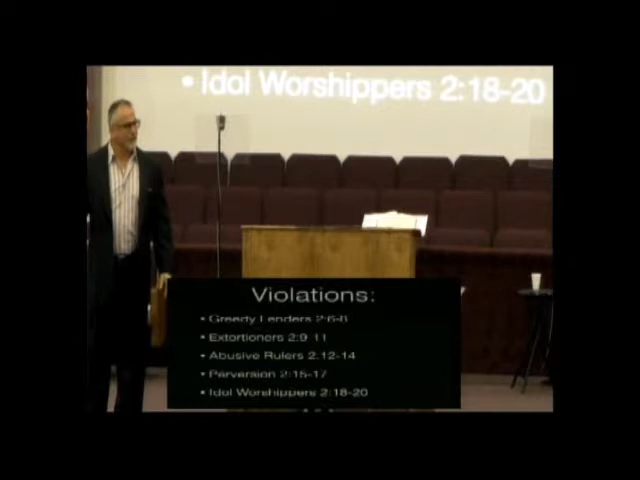 • Idol Worshippers 2:18-20
Violations:
• Greedy Lenders 2:6-8
• Extortioners 2:9-11
• Abusive Rulers 2:12-14
• Perversion 2:15-17
• Idol Worshippers 2:18-20